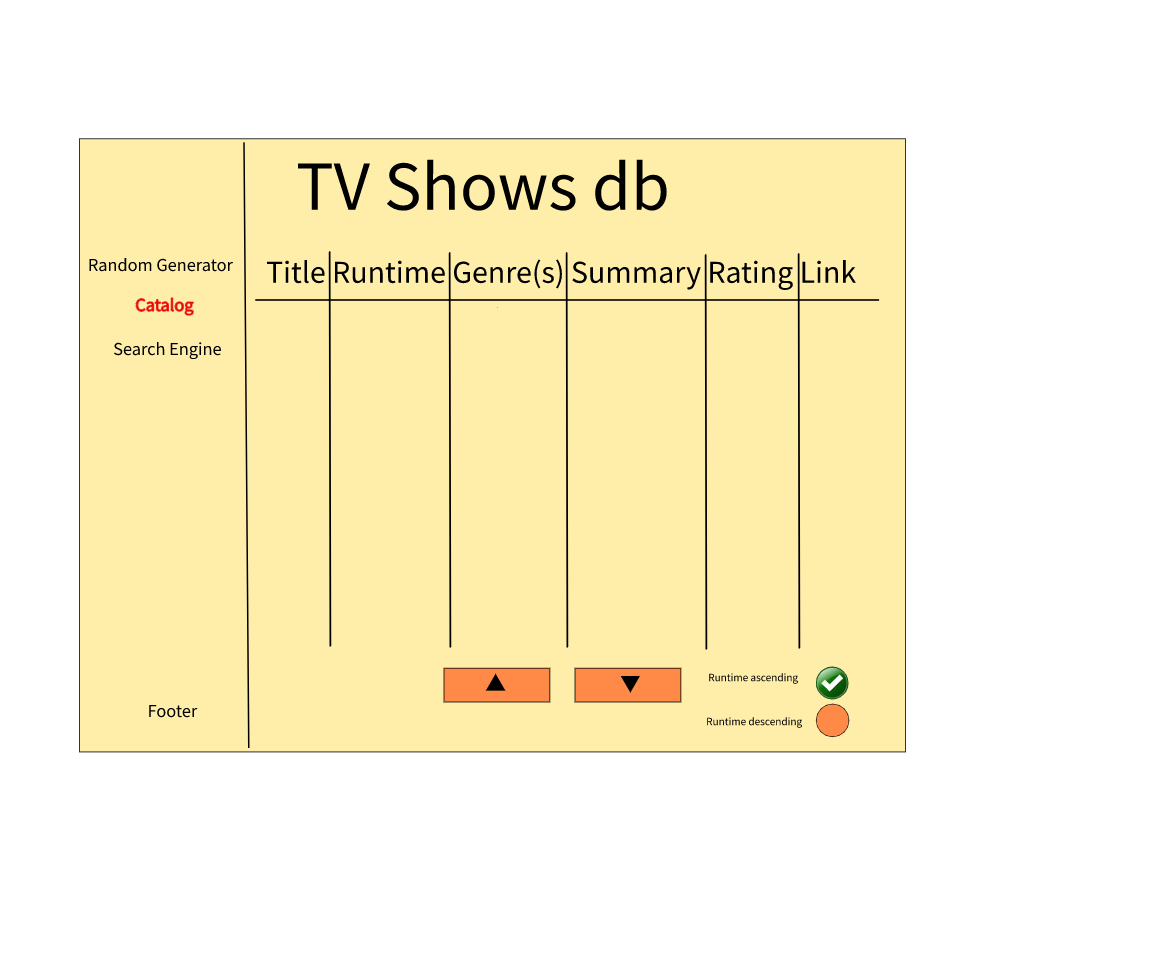 TV Shows db
Random Generator
Catalog
Search Engine
Footer
Title Runtime Genre(s) Summary Rating Link
Runtime ascending
Runtime descending